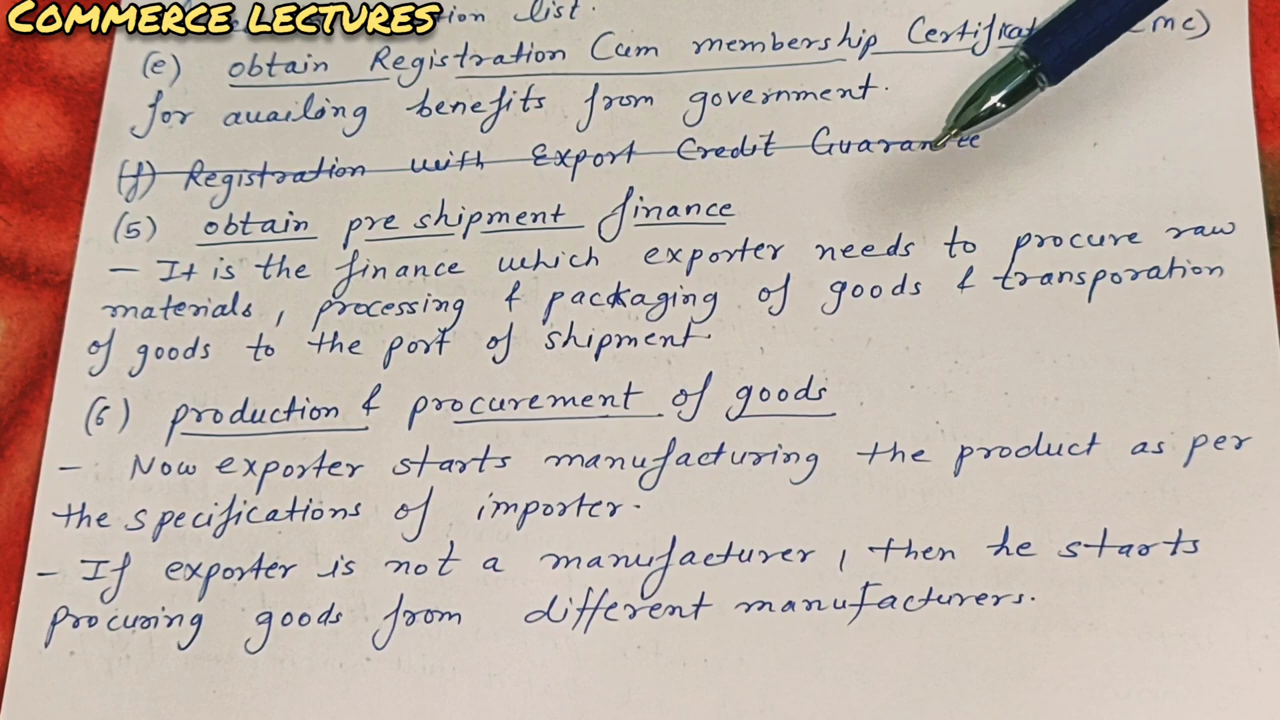 COMMERCE LECTURES
list.
(e) obtain Registration Cum membership mc)
for availing benefits from government.
(f) Registration with Export Credit Guarantee
(5) obtain pre shipment finance
- It is the finance which exporter needs to procure raw
materials, processing & packaging of goods & transporation
of goods to the port of shipment
(6) production & procurement of goods
- Now exporter starts manufacturing the product as per
the specifications of importer.
- If exporter is not a manufacturer, then he starts
procuring goods from different manufacturers.